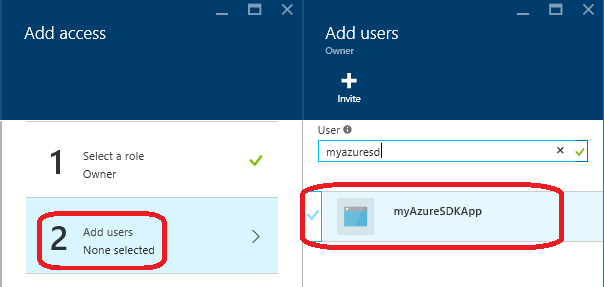 Add access
1
Select a role
Owner
2
Add users
None selected
Add users
Owner
Invite
User
myazuresd
myAzureSDKApp